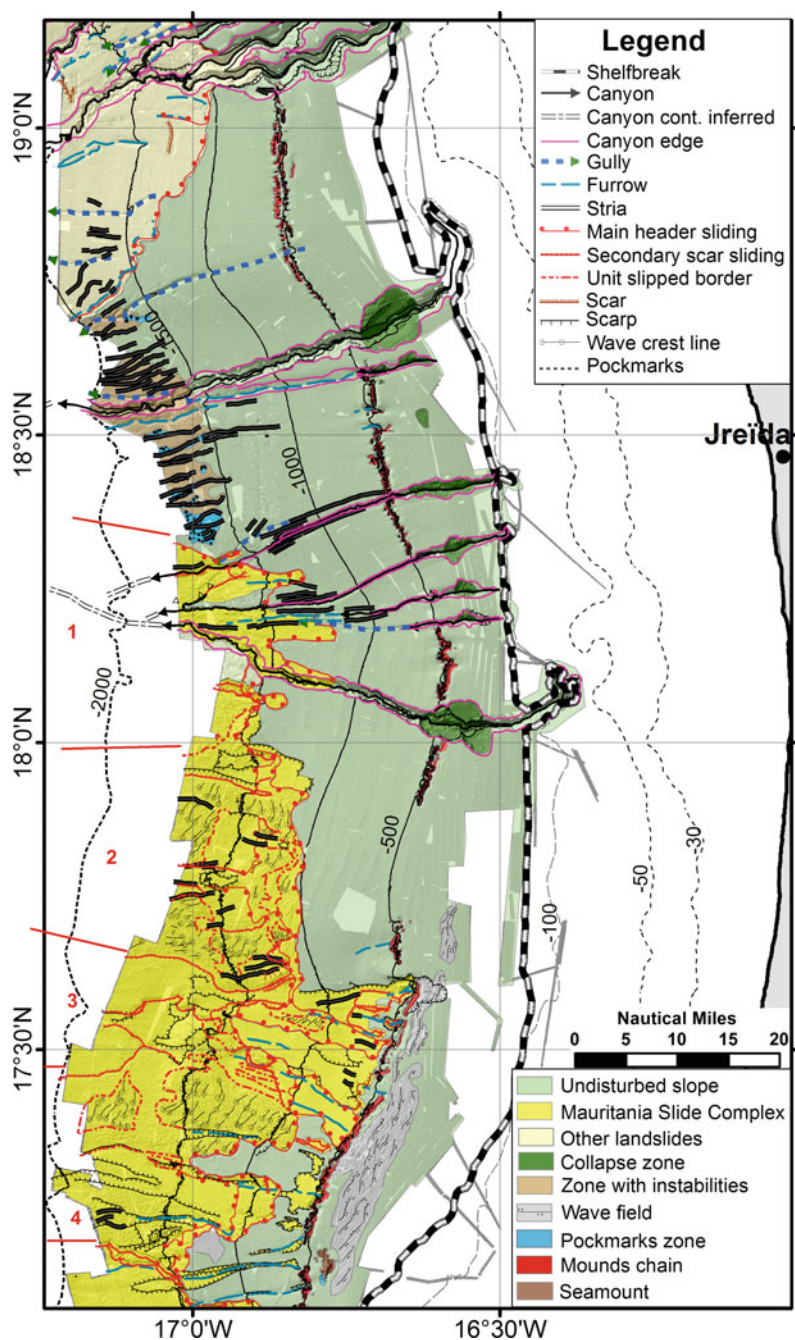 Legend
Shelfbreak
Canyon
Canyon cont. inferred
Canyon edge
Gully
Furrow
Stria
Main header sliding
Secondary scar sliding
Unit slipped border
Scar
Scarp
Wave crest line
Pockmarks
19°0'N
-1500
18°30'N
Jreïda
-1000
1
-2000
18°0'N
-500
2
-100
-50
-30
3
17°30'N
Nautical Miles
0 5 10 15 20
Undisturbed slope
Mauritania Slide Complex
Other landslides
Collapse zone
Zone with instabilities
Wave field
Pockmarks zone
Mounds chain
Seamount
4
17°0'W
16°30'W